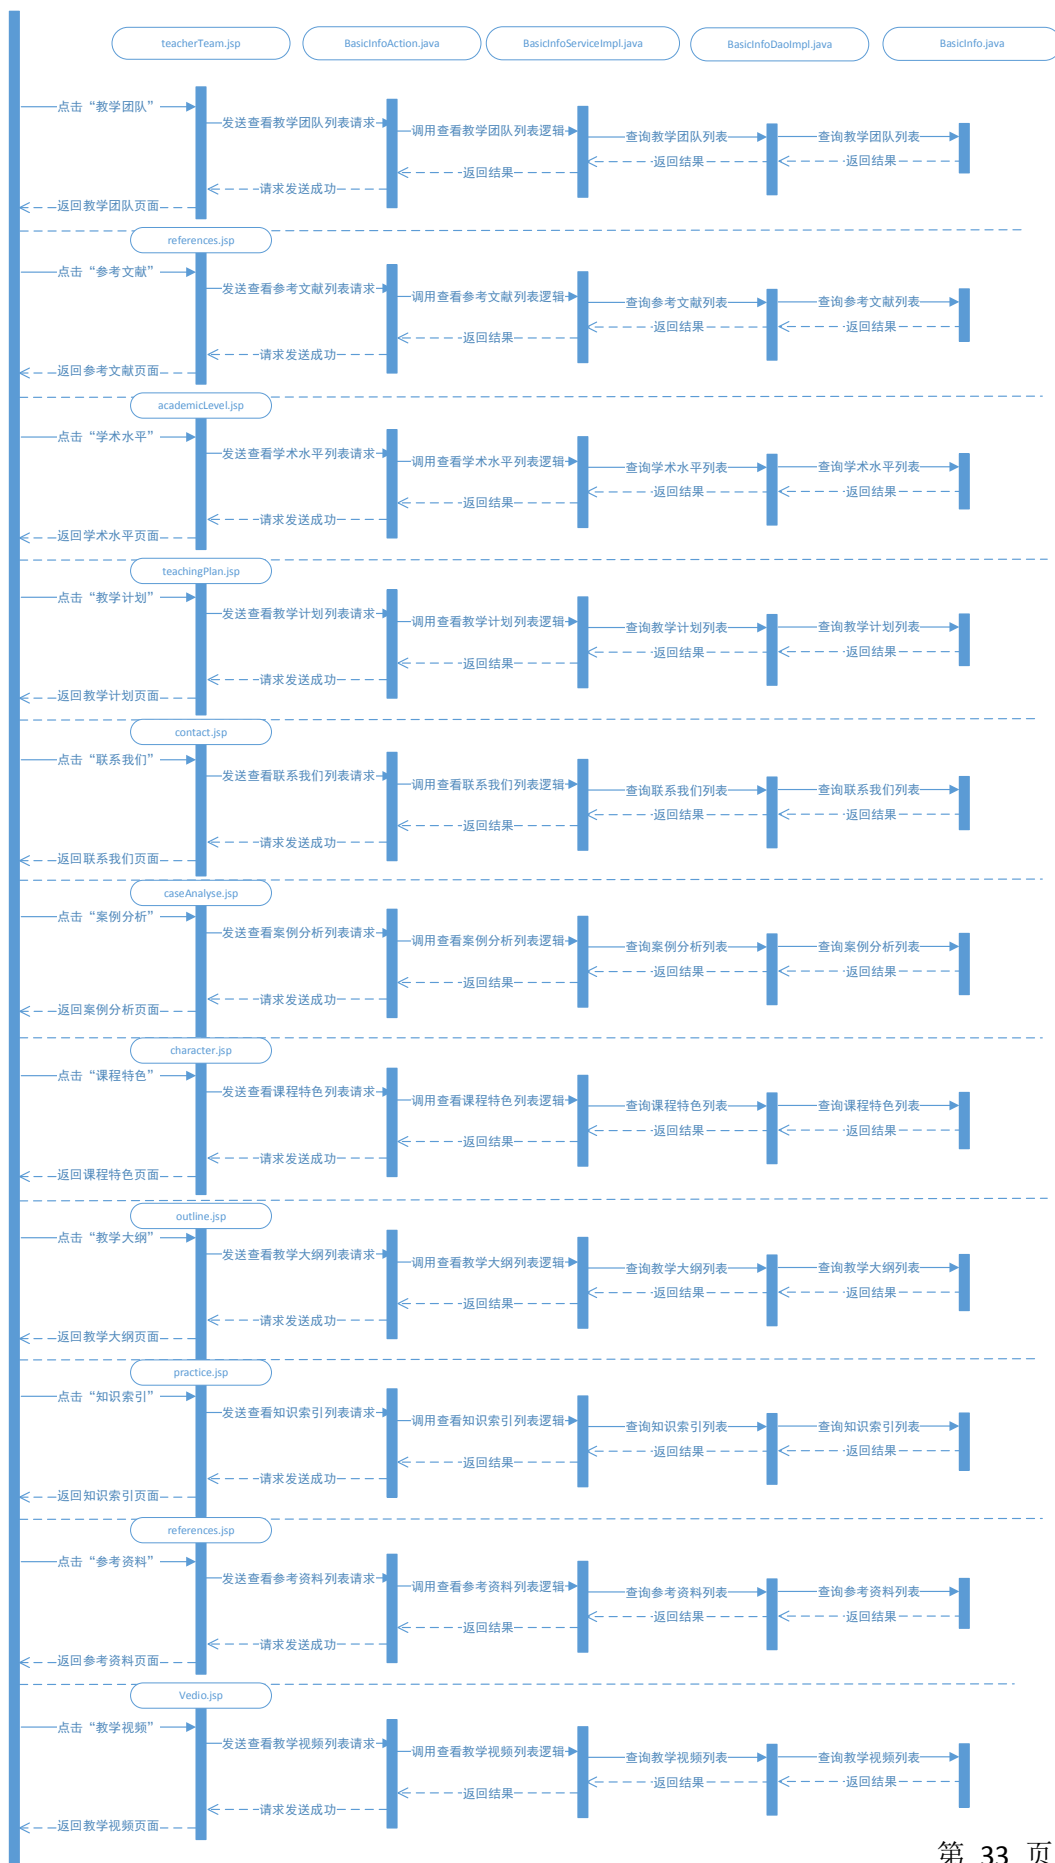 teacherTeam.jsp BasicInfoAction.java BasicInfoServiceImpl.java BasicInfoDaoImpl.java BasicInfo.java
点击“教学团队” 发送查看教学团队列表请求 调用查看教学团队列表逻辑 查询教学团队列表 查询教学团队列表
请求发送成功 返回结果 返回结果 返回结果
返回教学团队页面
references.jsp
点击“参考文献” 发送查看参考文献列表请求 调用查看参考文献列表逻辑 查询参考文献列表 查询参考文献列表
请求发送成功 返回结果 返回结果 返回结果
返回参考文献页面
academicLevel.jsp
点击“学术水平” 发送查看学术水平列表请求 调用查看学术水平列表逻辑 查询学术水平列表 查询学术水平列表
请求发送成功 返回结果 返回结果 返回结果
返回学术水平页面
teachingPlan.jsp
点击“教学计划” 发送查看教学计划列表请求 调用查看教学计划列表逻辑 查询教学计划列表 查询教学计划列表
请求发送成功 返回结果 返回结果 返回结果
返回教学计划页面
contact.jsp
点击“联系我们” 发送查看联系我们列表请求 调用查看联系我们列表逻辑 查询联系我们列表 查询联系我们列表
请求发送成功 返回结果 返回结果 返回结果
返回联系我们页面
caseAnalyse.jsp
点击“案例分析” 发送查看案例分析列表请求 调用查看案例分析列表逻辑 查询案例分析列表 查询案例分析列表
请求发送成功 返回结果 返回结果 返回结果
返回案例分析页面
character.jsp
点击“课程特色” 发送查看课程特色列表请求 调用查看课程特色列表逻辑 查询课程特色列表 查询课程特色列表
请求发送成功 返回结果 返回结果 返回结果
返回课程特色页面
outline.jsp
点击“教学大纲” 发送查看教学大纲列表请求 调用查看教学大纲列表逻辑 查询教学大纲列表 查询教学大纲列表
请求发送成功 返回结果 返回结果 返回结果
返回教学大纲页面
practice.jsp
点击“知识索引” 发送查看知识索引列表请求 调用查看知识索引列表逻辑 查询知识索引列表 查询知识索引列表
请求发送成功 返回结果 返回结果 返回结果
返回知识索引页面
references.jsp
点击“参考资料” 发送查看参考资料列表请求 调用查看参考资料列表逻辑 查询参考资料列表 查询参考资料列表
请求发送成功 返回结果 返回结果 返回结果
返回参考资料页面
Vedio.jsp
点击“教学视频” 发送查看教学视频列表请求 调用查看教学视频列表逻辑 查询教学视频列表 查询教学视频列表
请求发送成功 返回结果 返回结果 返回结果
返回教学视频页面
第 33 页